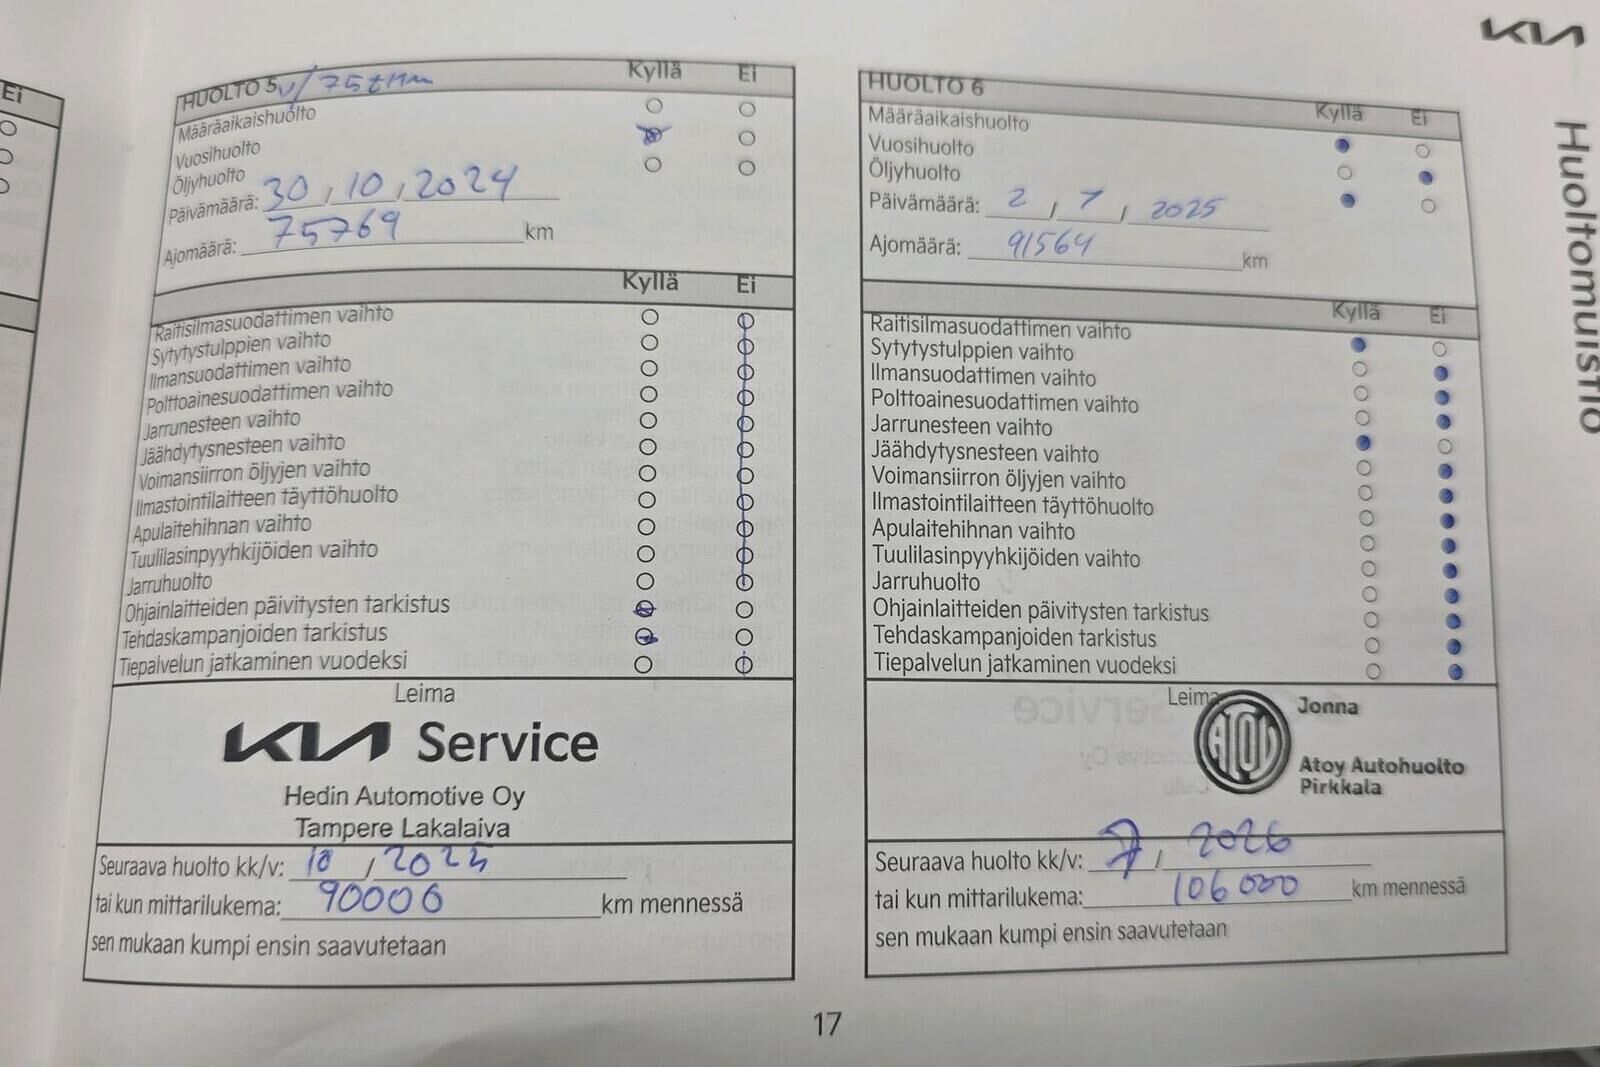 KIA
Huoltomuistio
Ei
HUOLTO 5 v/75tkm
Kyllä Ei
Määräaikaishuolto
Vuosihuolto
Öljyhuolto
Päivämäärä: 30, 10, 2024
Ajomäärä: 75769 km
Kyllä Ei
Raitisilmasuodattimen vaihto
Sytytystulppien vaihto
Ilmansuodattimen vaihto
Polttoainesuodattimen vaihto
Jarrunesteen vaihto
Jäähdytysnesteen vaihto
Voimansiirron öljyjen vaihto
Ilmastointilaitteen täyttöhuolto
Apulaitehihnan vaihto
Tuulilasinpyyhkijöiden vaihto
Jarruhuolto
Ohjainlaitteiden päivitysten tarkistus
Tehdaskampanjoiden tarkistus
Tiepalvelun jatkaminen vuodeksi
Leima
KIA Service
Hedin Automotive Oy
Tampere Lakalaiva
Seuraava huolto kk/v: 10 / 2025
tai kun mittarilukema: 90000 km mennessä
sen mukaan kumpi ensin saavutetaan
HUOLTO 6
Kyllä Ei
Määräaikaishuolto
Vuosihuolto
Öljyhuolto
Päivämäärä: 2, 7, 2025
Ajomäärä: 91564 km
Kyllä Ei
Raitisilmasuodattimen vaihto
Sytytystulppien vaihto
Ilmansuodattimen vaihto
Polttoainesuodattimen vaihto
Jarrunesteen vaihto
Jäähdytysnesteen vaihto
Voimansiirron öljyjen vaihto
Ilmastointilaitteen täyttöhuolto
Apulaitehihnan vaihto
Tuulilasinpyyhkijöiden vaihto
Jarruhuolto
Ohjainlaitteiden päivitysten tarkistus
Tehdaskampanjoiden tarkistus
Tiepalvelun jatkaminen vuodeksi
Leima
ATOY
Jonna
Atoy Autohuolto
Pirkkala
Seuraava huolto kk/v: 7 / 2026
tai kun mittarilukema: 106000 km mennessä
sen mukaan kumpi ensin saavutetaan
17